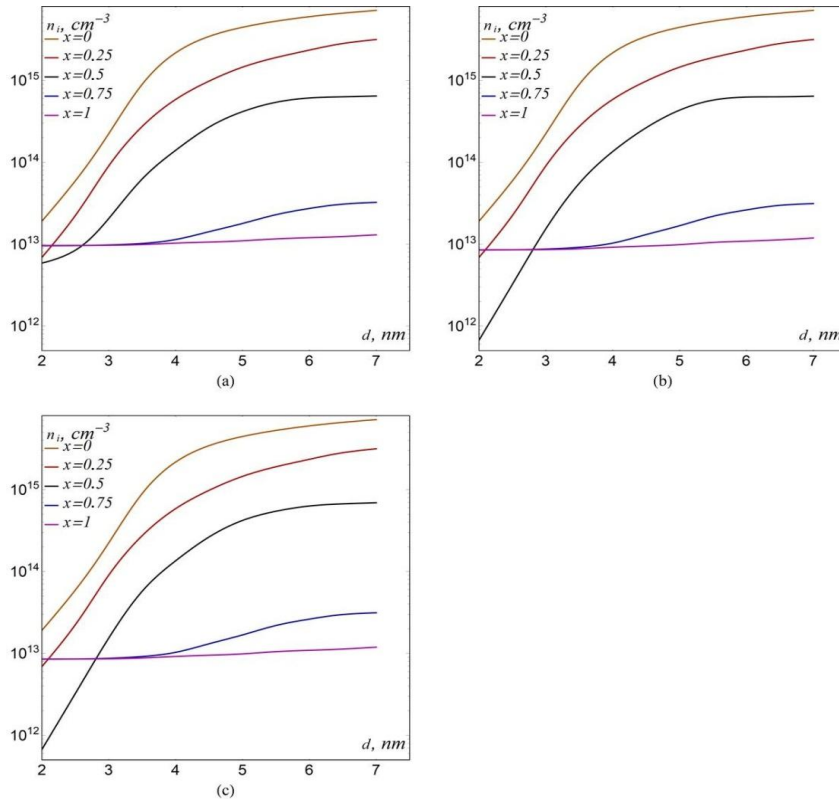 n_i, cm^{-3}
x=0
x=0.25
x=0.5
x=0.75
x=1
10^15
10^14
10^13
10^12
d, nm
2 3 4 5 6 7
(a)
n_i, cm^{-3}
x=0
x=0.25
x=0.5
x=0.75
x=1
10^15
10^14
10^13
10^12
d, nm
2 3 4 5 6 7
(b)
n_i, cm^{-3}
x=0
x=0.25
x=0.5
x=0.75
x=1
10^15
10^14
10^13
10^12
d, nm
2 3 4 5 6 7
(c)